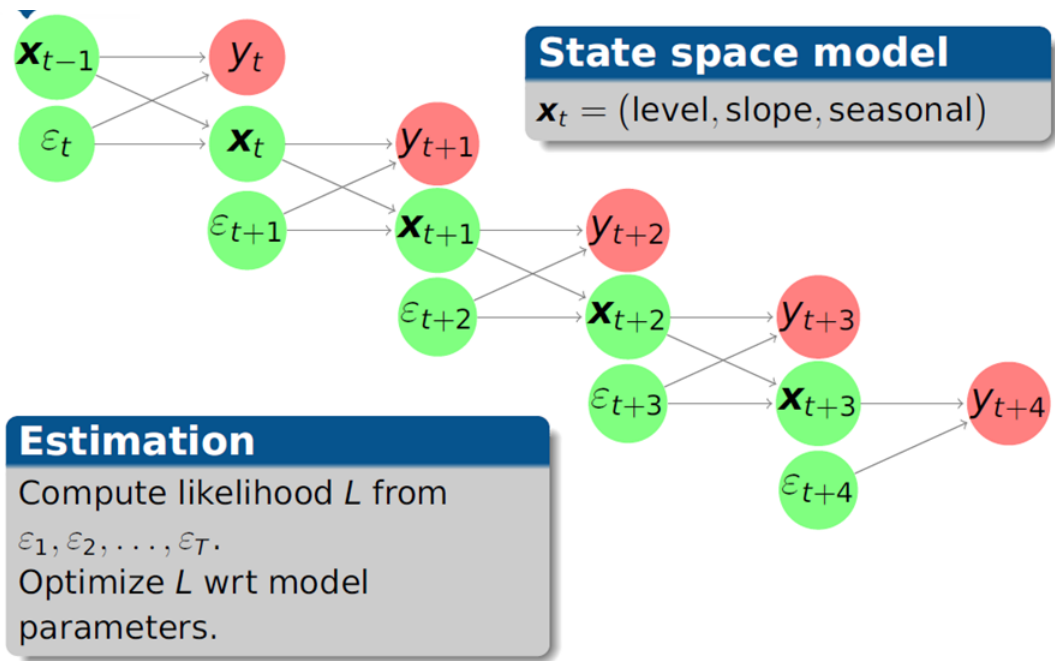 x_{t−1}
y_t
ε_t
x_t
y_{t+1}
ε_{t+1}
x_{t+1}
y_{t+2}
ε_{t+2}
x_{t+2}
y_{t+3}
ε_{t+3}
x_{t+3}
y_{t+4}
ε_{t+4}
State space model
x_t = (level, slope, seasonal)
Estimation
Compute likelihood L from
ε_1, ε_2, . . . , ε_T.
Optimize L wrt model
parameters.